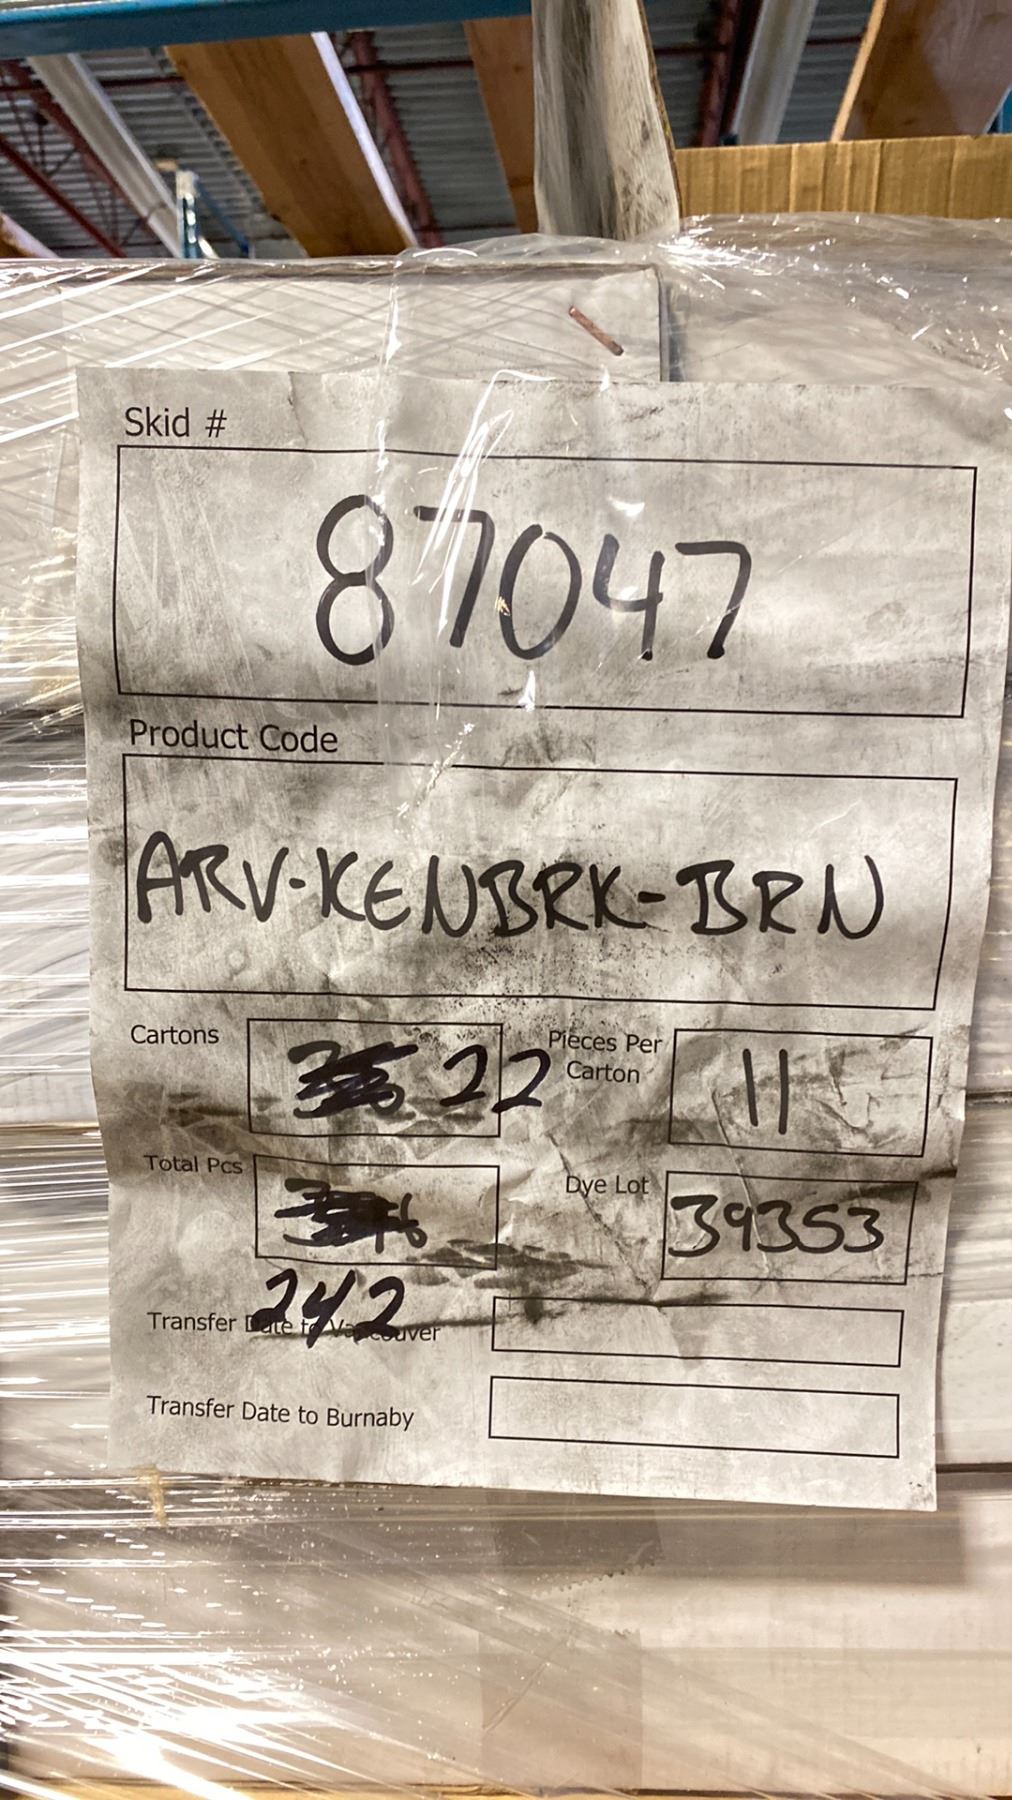 Skid #
87047
Product Code
ARV-KENBRK-BRN
Cartons 22 Pieces Per Carton 11
Total Pcs Dye Lot 39353
242
Transfer Date to Vancouver
Transfer Date to Burnaby